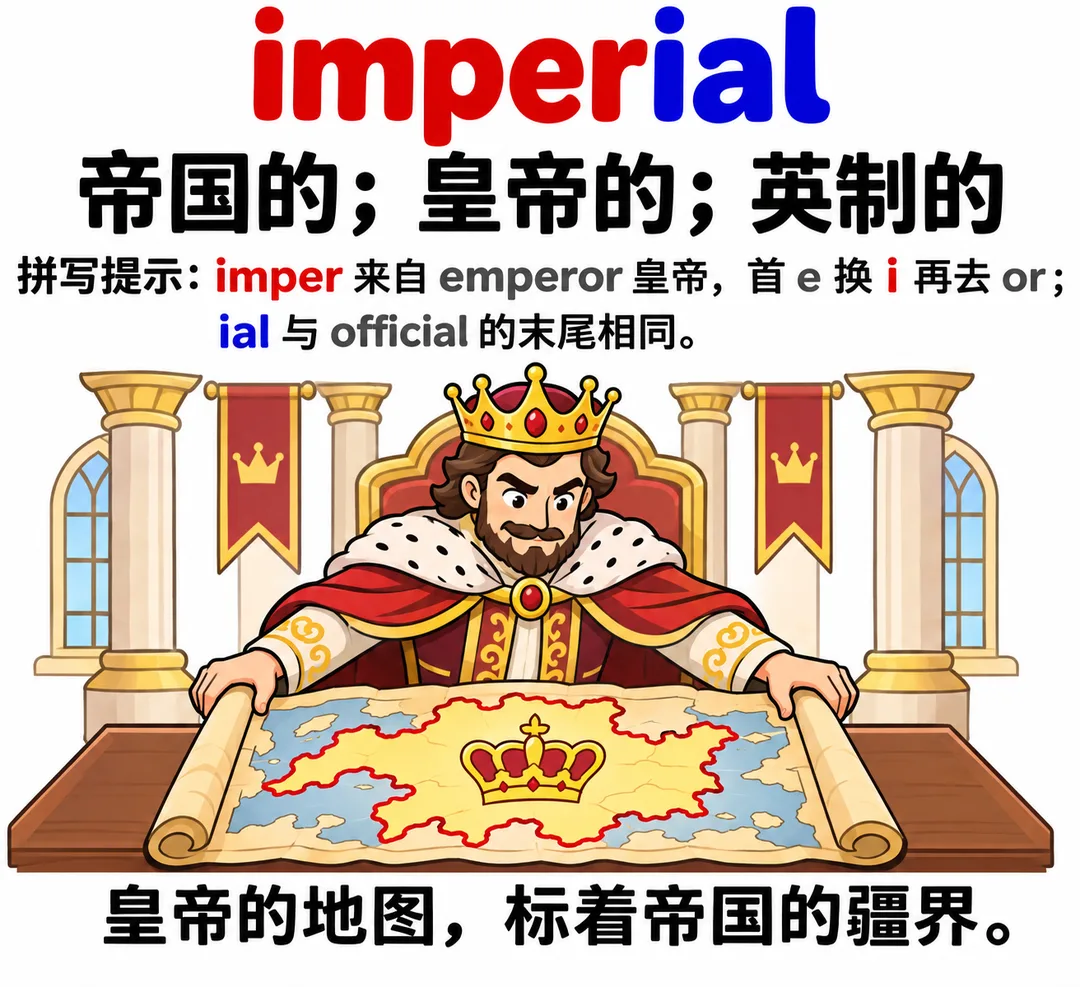 imperial
帝国的；皇帝的；英制的
拼写提示：imper 来自 emperor 皇帝，首 e 换 i 再去 or；
ial 与 official 的末尾相同。
皇帝的地图，标着帝国的疆界。